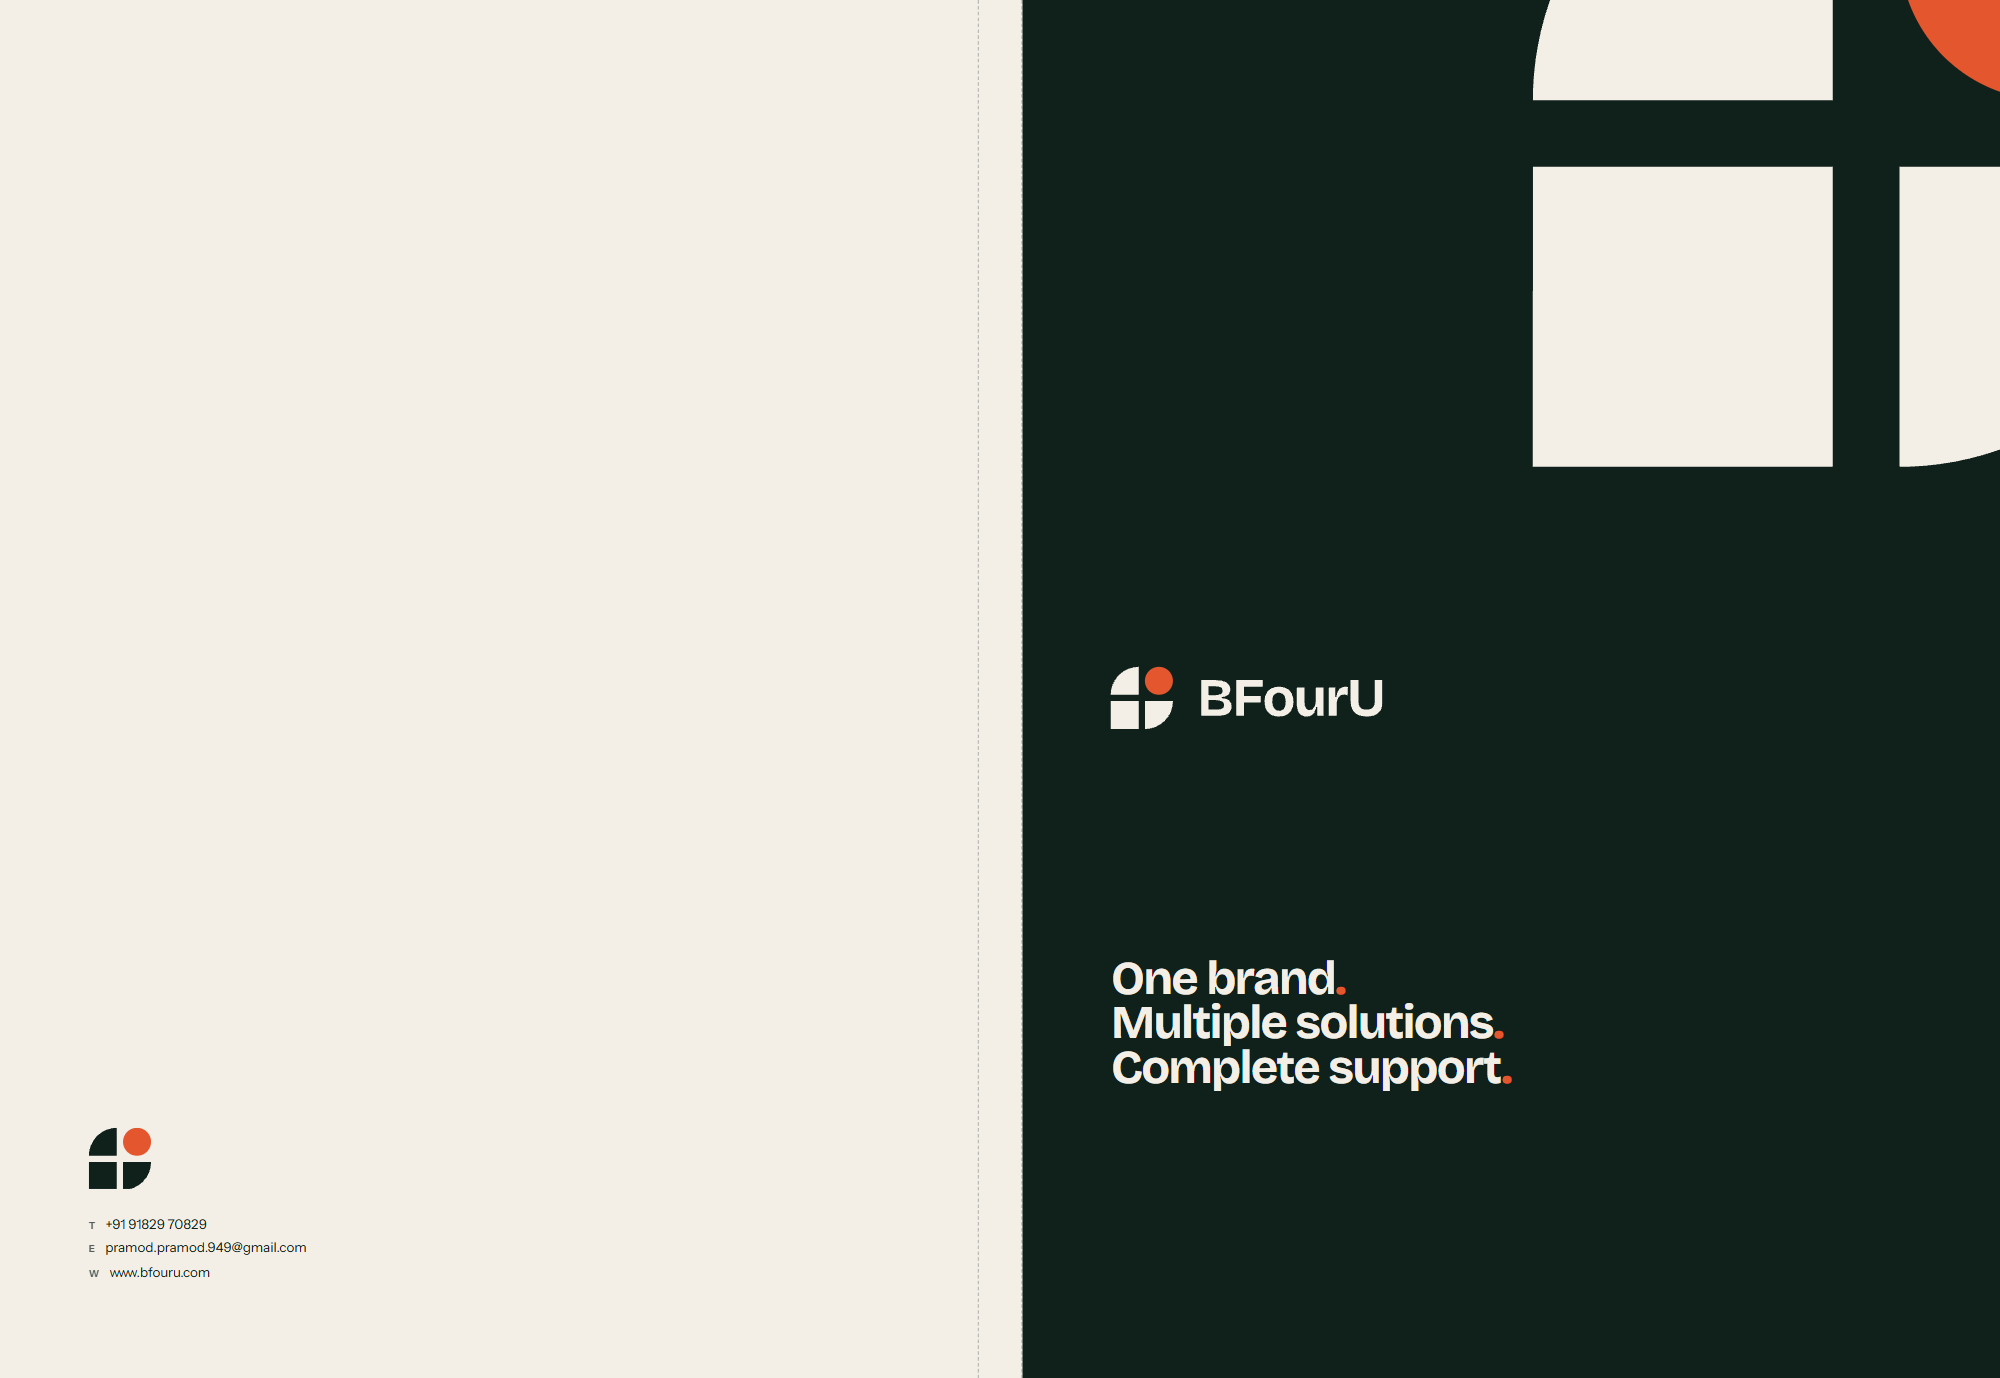 BFourU
One brand.
Multiple solutions.
Complete support.
T +91 91829 70829
E pramod.pramod.949@gmail.com
W www.bfouru.com